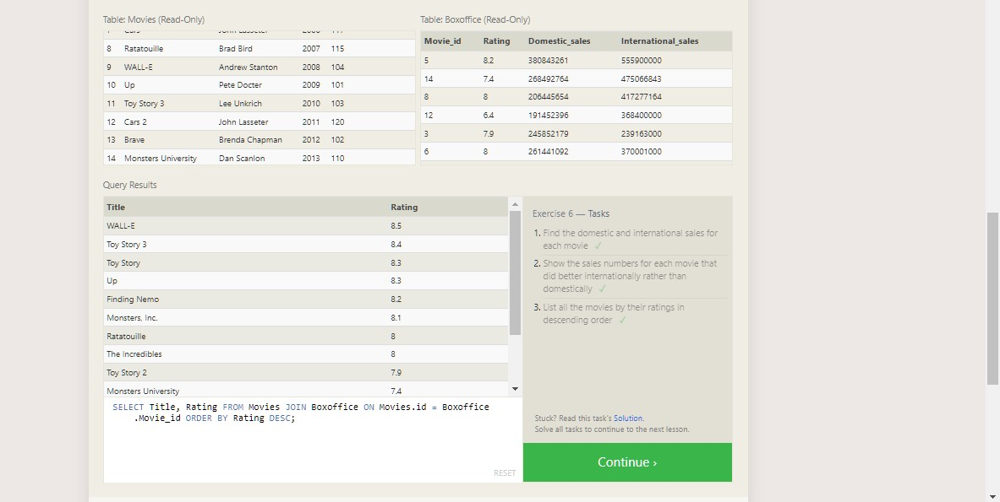 Table: Movies (Read-Only)
Table: Boxoffice (Read-Only)
8 Ratatouille Brad Bird 2007 115
9 WALL-E Andrew Stanton 2008 104
10 Up Pete Docter 2009 101
11 Toy Story 3 Lee Unkrich 2010 103
12 Cars 2 John Lasseter 2011 120
13 Brave Brenda Chapman 2012 102
14 Monsters University Dan Scanlon 2013 110
Movie_id Rating Domestic_sales International_sales
5 8.2 380843261 555900000
14 7.4 268492764 475066843
8 8 206445654 417277164
12 6.4 191452396 368400000
3 7.9 245852179 239163000
6 8 261441092 370001000
Query Results
Title Rating
WALL-E 8.5
Toy Story 3 8.4
Toy Story 8.3
Up 8.3
Finding Nemo 8.2
Monsters, Inc. 8.1
Ratatouille 8
The Incredibles 8
Toy Story 2 7.9
Monsters University 7.4
SELECT Title, Rating FROM Movies JOIN Boxoffice ON Movies.id = Boxoffice
.Movie_id ORDER BY Rating DESC;
RESET
Exercise 6 — Tasks
1. Find the domestic and international sales for
each movie ✓
2. Show the sales numbers for each movie that
did better internationally rather than
domestically ✓
3. List all the movies by their ratings in
descending order ✓
Stuck? Read this task's Solution.
Solve all tasks to continue to the next lesson.
Continue ›